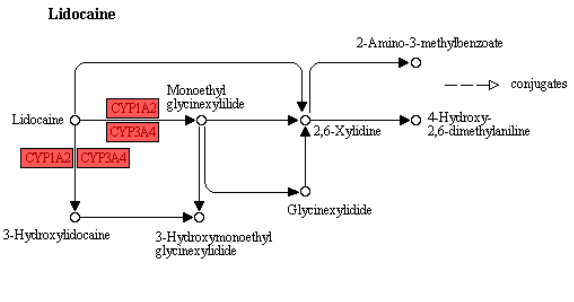 Lidocaine
2-Amino-3-methylbenzoate
conjugates
Monoethyl
glycinexylilide
CYP1A2
Lidocaine
CYP3A4
2,6-Xylidine
4-Hydroxy-
2,6-dimethylaniline
CYP1A2 CYP3A4
Glycinexylidide
3-Hydroxylidocaine
3-Hydroxymonoethyl
glycinexylidide